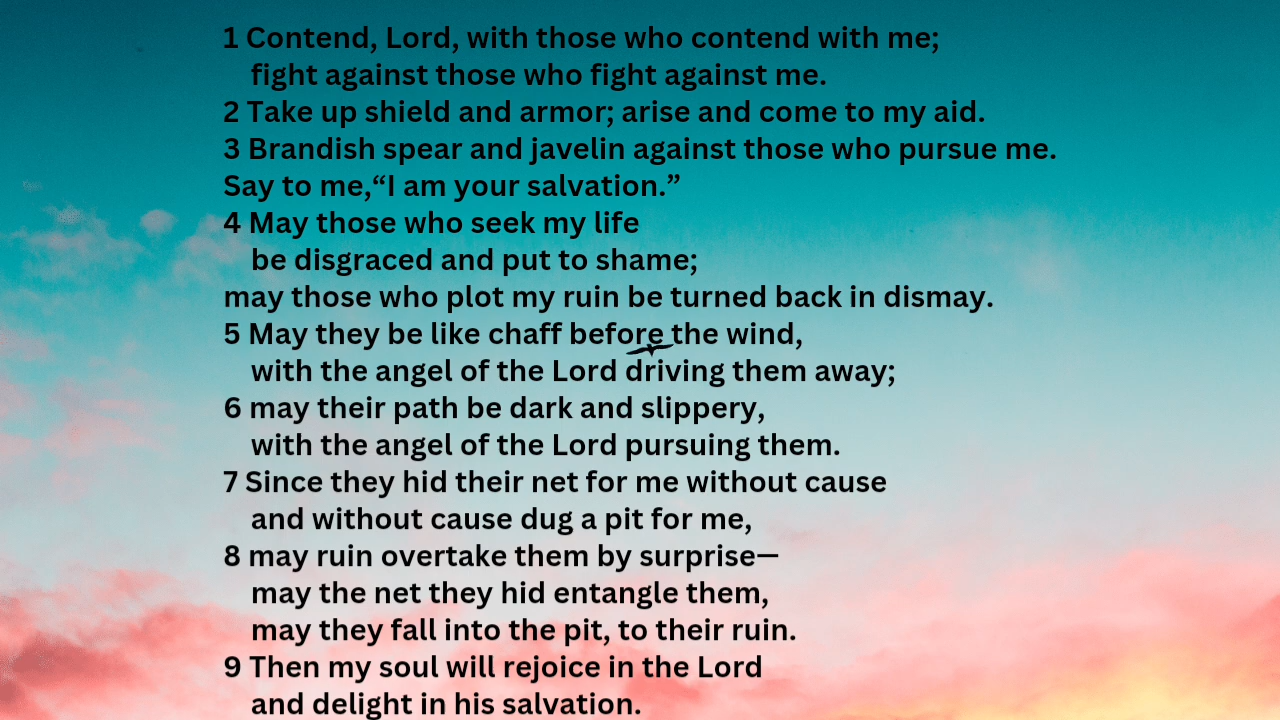 1 Contend, Lord, with those who contend with me;
fight against those who fight against me.
2 Take up shield and armor; arise and come to my aid.
3 Brandish spear and javelin against those who pursue me.
Say to me,“I am your salvation.”
4 May those who seek my life
be disgraced and put to shame;
may those who plot my ruin be turned back in dismay.
5 May they be like chaff before the wind,
with the angel of the Lord driving them away;
6 may their path be dark and slippery,
with the angel of the Lord pursuing them.
7 Since they hid their net for me without cause
and without cause dug a pit for me,
8 may ruin overtake them by surprise—
may the net they hid entangle them,
may they fall into the pit, to their ruin.
9 Then my soul will rejoice in the Lord
and delight in his salvation.